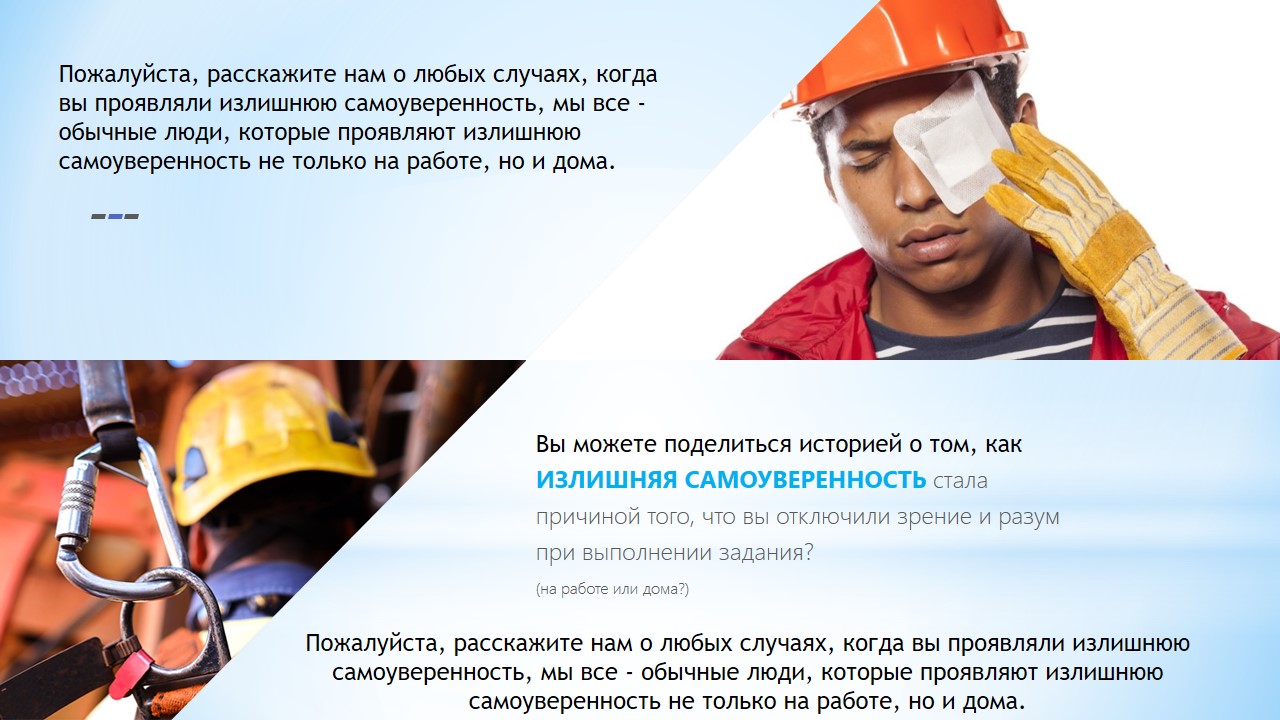 Пожалуйста, расскажите нам о любых случаях, когда
вы проявляли излишнюю самоуверенность, мы все -
обычные люди, которые проявляют излишнюю
самоуверенность не только на работе, но и дома.
Вы можете поделиться историей о том, как
ИЗЛИШНЯЯ САМОУВЕРЕННОСТЬ стала
причиной того, что вы отключили зрение и разум
при выполнении задания?
(на работе или дома?)
Пожалуйста, расскажите нам о любых случаях, когда вы проявляли излишнюю
самоуверенность, мы все - обычные люди, которые проявляют излишнюю
самоуверенность не только на работе, но и дома.